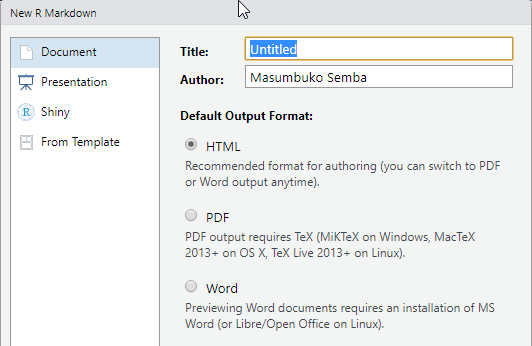 New R Markdown
Document
Presentation
R Shiny
From Template
Title: Untitled
Author: Masumbuko Semba
Default Output Format:
HTML
Recommended format for authoring (you can switch to PDF
or Word output anytime).
PDF
PDF output requires TeX (MiKTeX on Windows, MacTeX
2013+ on OS X, TeX Live 2013+ on Linux).
Word
Previewing Word documents requires an installation of MS
Word (or Libre/Open Office on Linux).